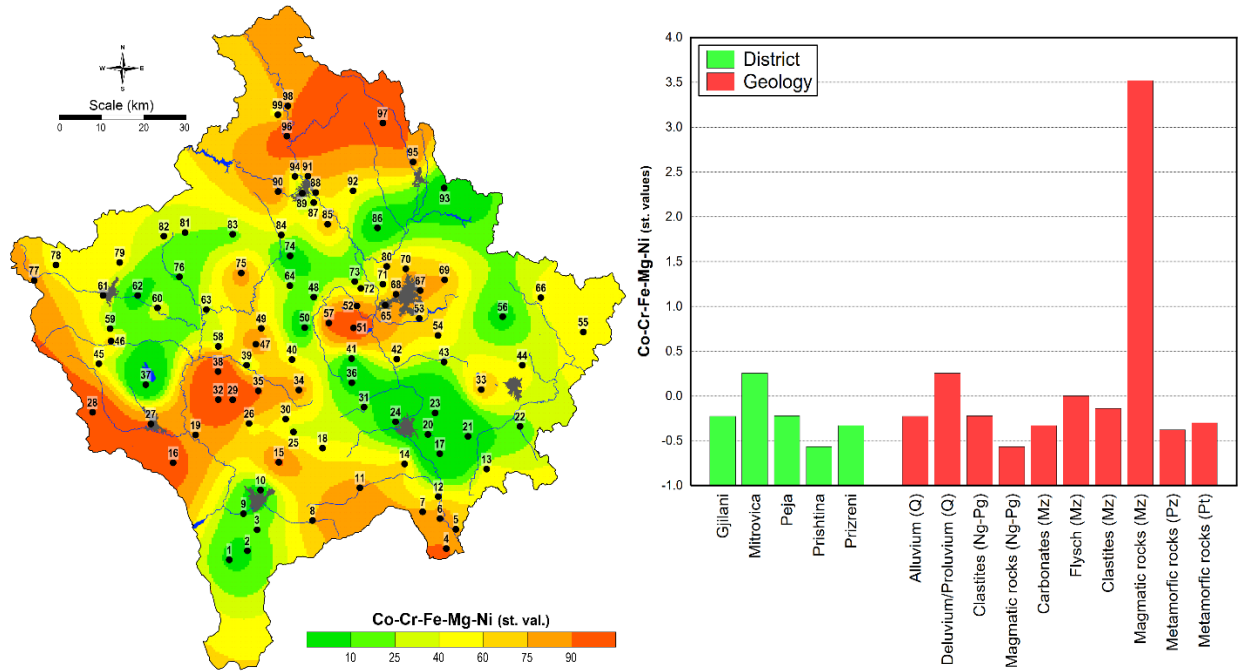 N
W E
S
Scale (km)
0 10 20 30
98
99
97
96
95
94 91
90 88 92
89
93
87
85
86
82 81 83 84
74
79
78
80 70
77 76 75 73 71 69
64 72 68 67
61 62 48 66
60 63 52 65
53
56
59 49 50 57 51 54 55
46 58 47
45 38 39 40 41 42 43 44
37 36
32 29 35 34 33
28 31
27 26 30 24 23 22
19 25 20 21
18 17
16 15 14 13
10 11
12
9 7 6
3 8 5
1 2 4
Co-Cr-Fe-Mg-Ni (st. val.)
10 25 40 60 75 90
Co-Cr-Fe-Mg-Ni (st. values)
4.0
3.5
3.0
2.5
2.0
1.5
1.0
0.5
0.0
-0.5
-1.0
District
Geology
Gjilani
Mitrovica
Peja
Prishtina
Prizreni
Alluvium (Q)
Deluvium/Proluvium (Q)
Clastites (Ng-Pg)
Magmatic rocks (Ng-Pg)
Carbonates (Mz)
Flysch (Mz)
Clastites (Mz)
Magmatic rocks (Mz)
Metamorfic rocks (Pz)
Metamorfic rocks (Pt)